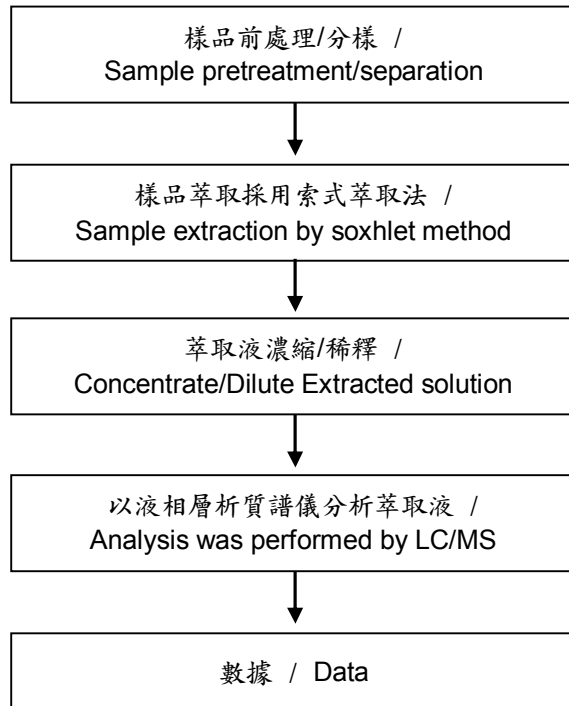 樣品前處理/分樣 /
Sample pretreatment/separation
樣品萃取採用索式萃取法 /
Sample extraction by soxhlet method
萃取液濃縮/稀釋 /
Concentrate/Dilute Extracted solution
以液相層析質譜儀分析萃取液 /
Analysis was performed by LC/MS
數據 / Data